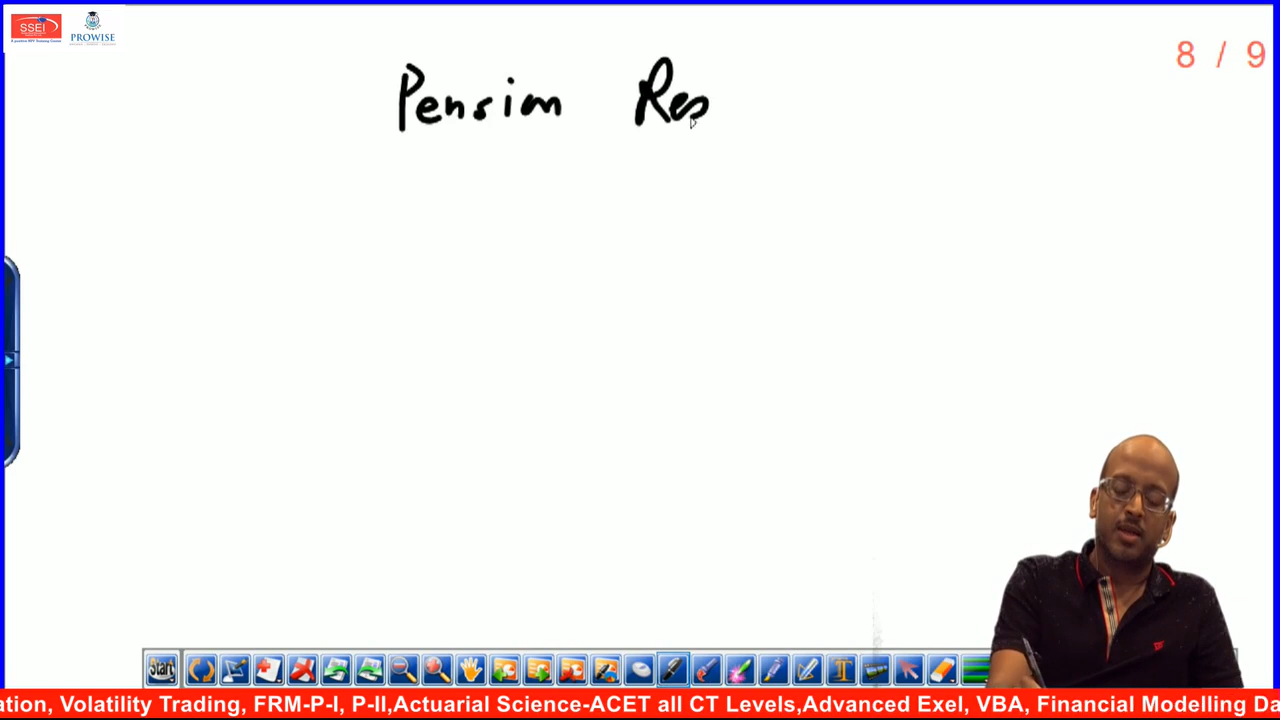 SSEI
PROWISE
8 / 9
Pension Res
Start
ation, Volatility Trading, FRM-P-I, P-II,Actuarial Science-ACET all CT Levels,Advanced Exel, VBA, Financial Modelling Da